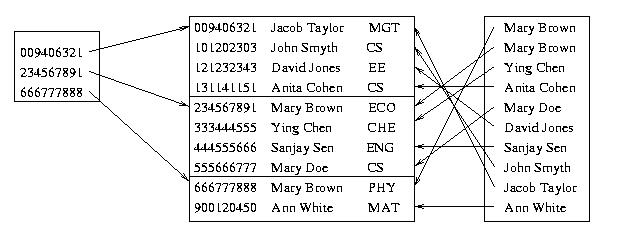 009406321
234567891
666777888
009406321 Jacob Taylor MGT
101202303 John Smyth CS
121232343 David Jones EE
131141151 Anita Cohen CS
234567891 Mary Brown ECO
333444555 Ying Chen CHE
444555666 Sanjay Sen ENG
555666777 Mary Doe CS
666777888 Mary Brown PHY
900120450 Ann White MAT
Mary Brown
Mary Brown
Ying Chen
Anita Cohen
Mary Doe
David Jones
Sanjay Sen
John Smyth
Jacob Taylor
Ann White